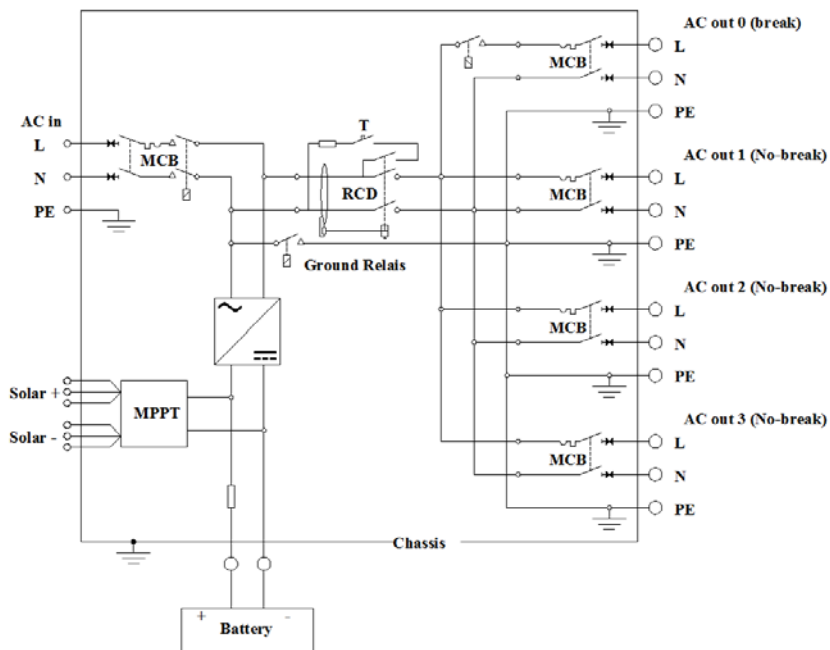 AC out 0 (break)
L
MCB
N
PE
AC in
L
MCB
N
PE
T
RCD
Ground Relais
AC out 1 (No-break)
L
MCB
N
PE
AC out 2 (No-break)
L
MCB
N
PE
Solar +
MPPT
Solar -
AC out 3 (No-break)
L
MCB
N
PE
Chassis
+ -
Battery